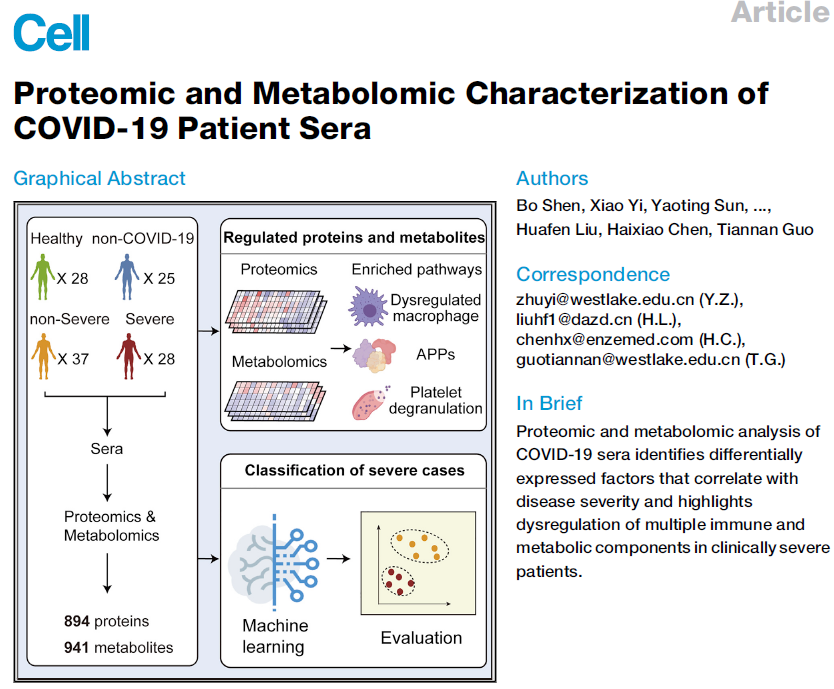 Article
Cell
Proteomic and Metabolomic Characterization of
COVID-19 Patient Sera
Graphical Abstract
Healthy non-COVID-19
X 28 X 25
non-Severe Severe
X 37 X 28
Sera
Proteomics &
Metabolomics
894 proteins
941 metabolites
Regulated proteins and metabolites
Proteomics Enriched pathways
Dysregulated
macrophage
Metabolomics
APPs
Platelet
degranulation
Classification of severe cases
Machine
learning
Evaluation
Authors
Bo Shen, Xiao Yi, Yaoting Sun, ...,
Huafen Liu, Haixiao Chen, Tiannan Guo
Correspondence
zhuyi@westlake.edu.cn (Y.Z.),
liuhf1@dazd.cn (H.L.),
chenhx@enzemed.com (H.C.),
guotiannan@westlake.edu.cn (T.G.)
In Brief
Proteomic and metabolomic analysis of
COVID-19 sera identifies differentially
expressed factors that correlate with
disease severity and highlights
dysregulation of multiple immune and
metabolic components in clinically severe
patients.